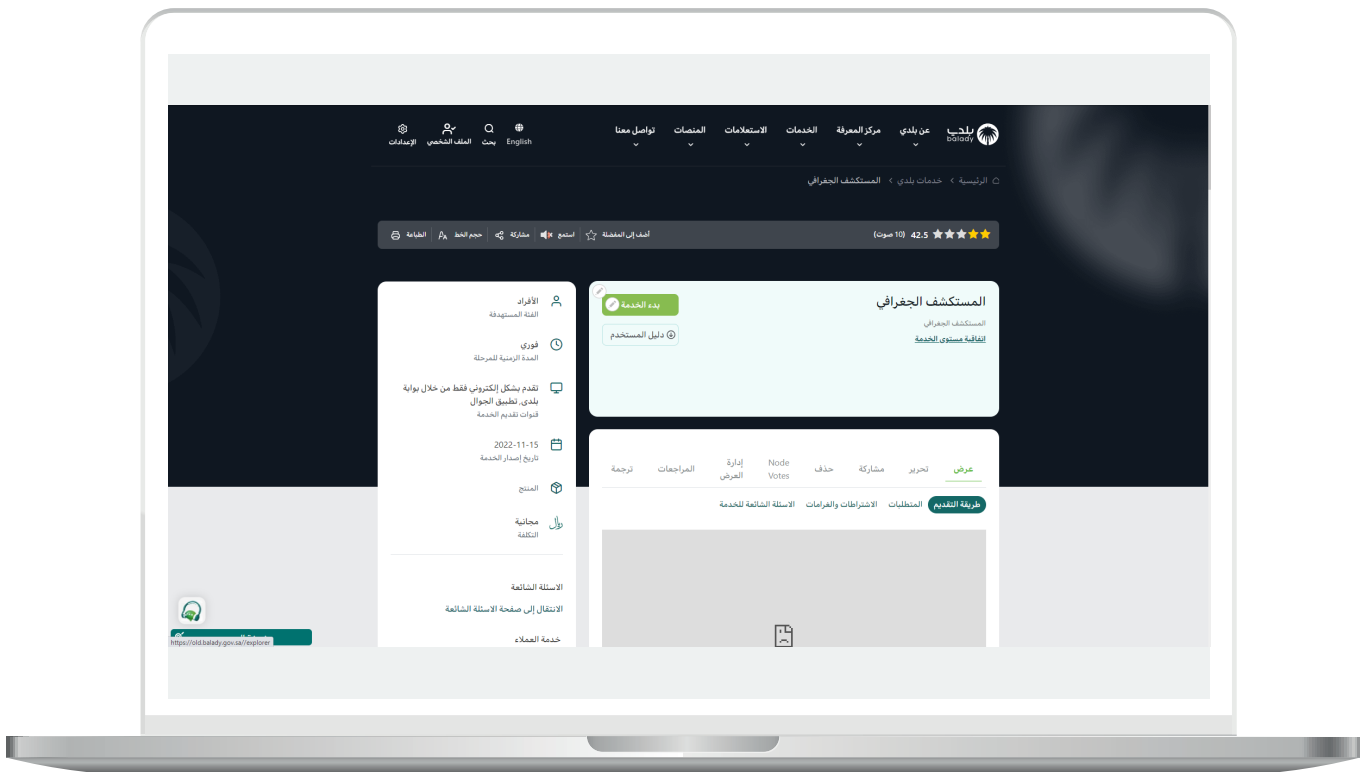 بلدي
balady
عن بلدي
مركز المعرفة
الخدمات
الاستعلامات
المنصات
تواصل معنا
English
بحث
الملف الشخصي
الإعدادات
الرئيسية > خدمات بلدي > المستكشف الجغرافي
42.5 (10 صوت)
أضف إلى المفضلة
استمع
مشاركة
حجم الخط
الطباعة
المستكشف الجغرافي
المستكشف الجغرافي
اتفاقية مستوى الخدمة
بدء الخدمة
دليل المستخدم
الأفراد
الفئة المستهدفة
فوري
المدة الزمنية للمرحلة
تقدم بشكل إلكتروني فقط من خلال بوابة
بلدي, تطبيق الجوال
قنوات تقديم الخدمة
2022-11-15
تاريخ إصدار الخدمة
المنتج
ريال
مجانية
التكلفة
الاسئلة الشائعة
الانتقال إلى صفحة الاسئلة الشائعة
خدمة العملاء
عرض
تحرير
مشاركة
حذف
Node
Votes
إدارة
العرض
المراجعات
ترجمة
طريقة التقديم
المتطلبات
الاشتراطات والغرامات
الاسئلة الشائعة للخدمة
https://old.balady.gov.sa//explorer